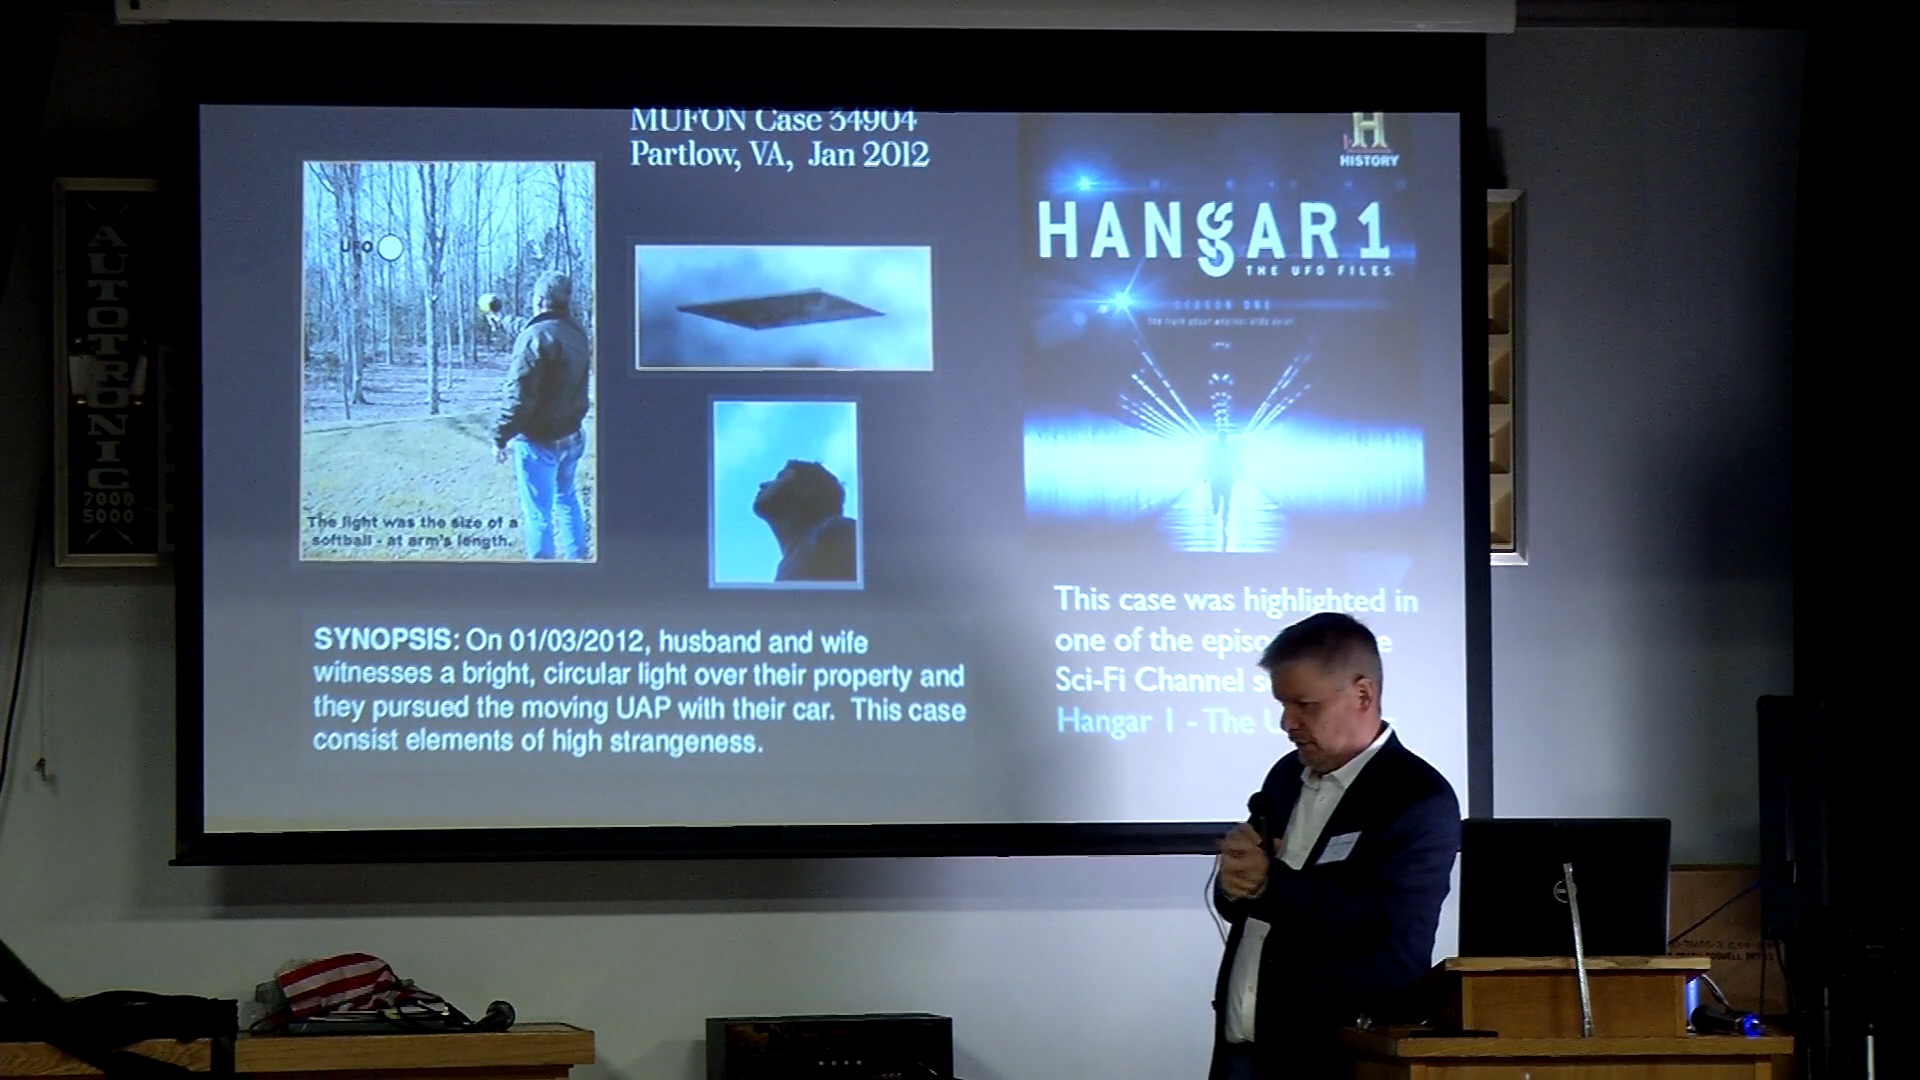 MUFON Case 34904
Partlow, VA, Jan 2012
UFO
The light was the size of a
softball - at arm's length.
SYNOPSIS: On 01/03/2012, husband and wife
witnesses a bright, circular light over their property and
they pursued the moving UAP with their car. This case
consist elements of high strangeness.
H
HISTORY
HANGAR 1
THE UFO FILES
SEASON ONE
This case was highlighted in
one of the
Sci-Fi Channel
Hangar 1 - The
AUTOTRONIC
7000
5000